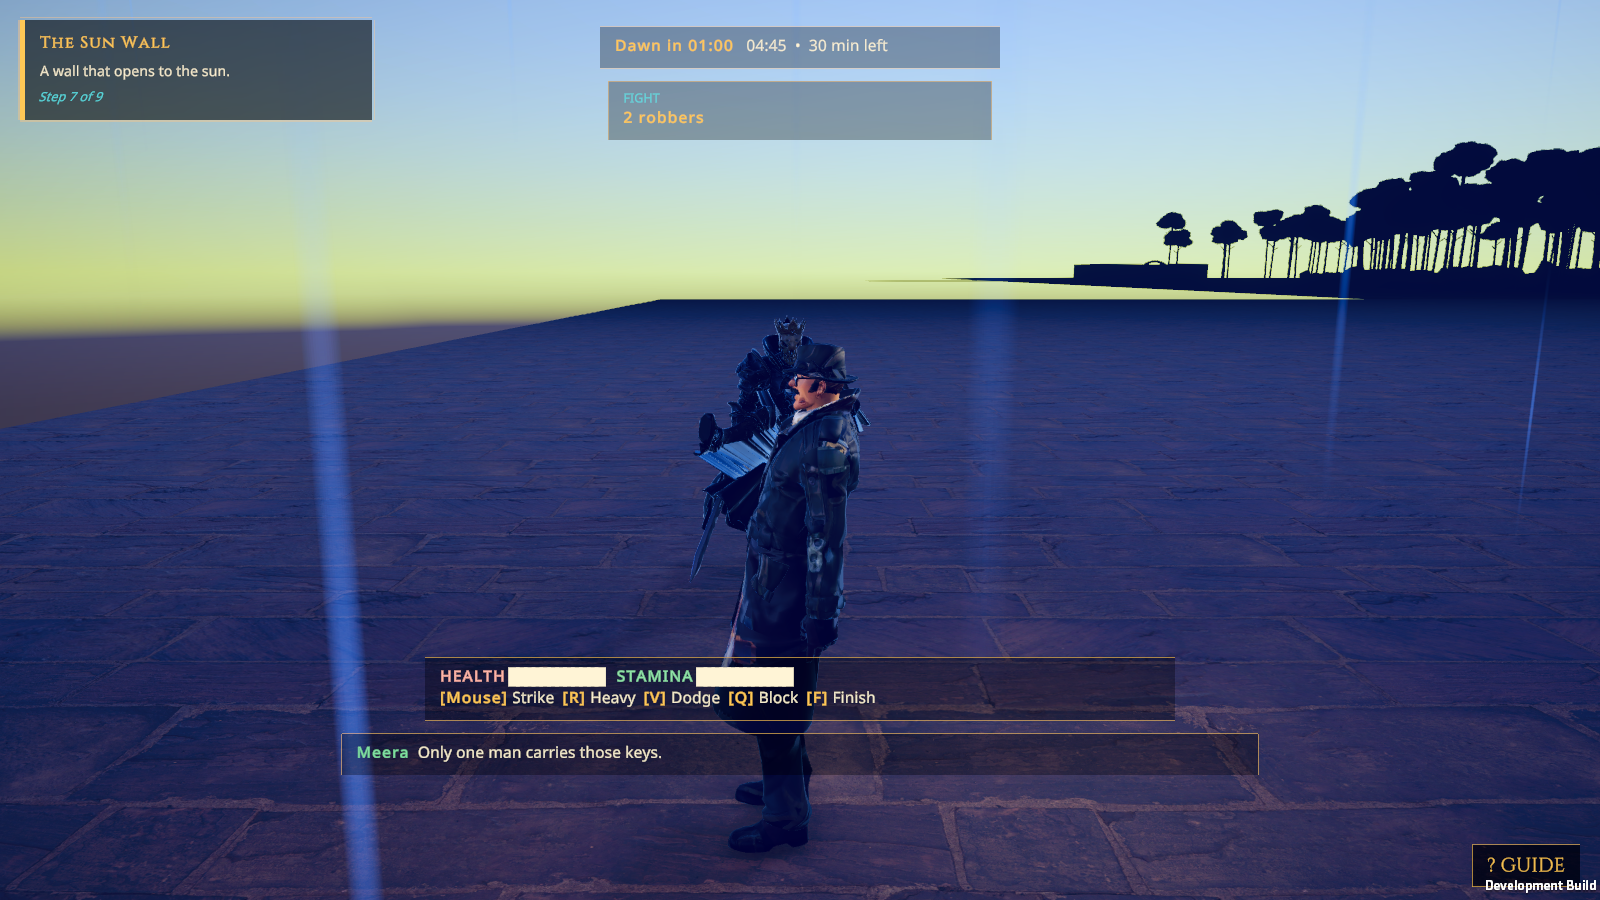 The Sun Wall
A wall that opens to the sun.
Step 7 of 9
Dawn in 01:00 04:45 • 30 min left
FIGHT
2 robbers
HEALTH STAMINA
[Mouse] Strike [R] Heavy [V] Dodge [Q] Block [F] Finish
Meera Only one man carries those keys.
? GUIDE
Development Build